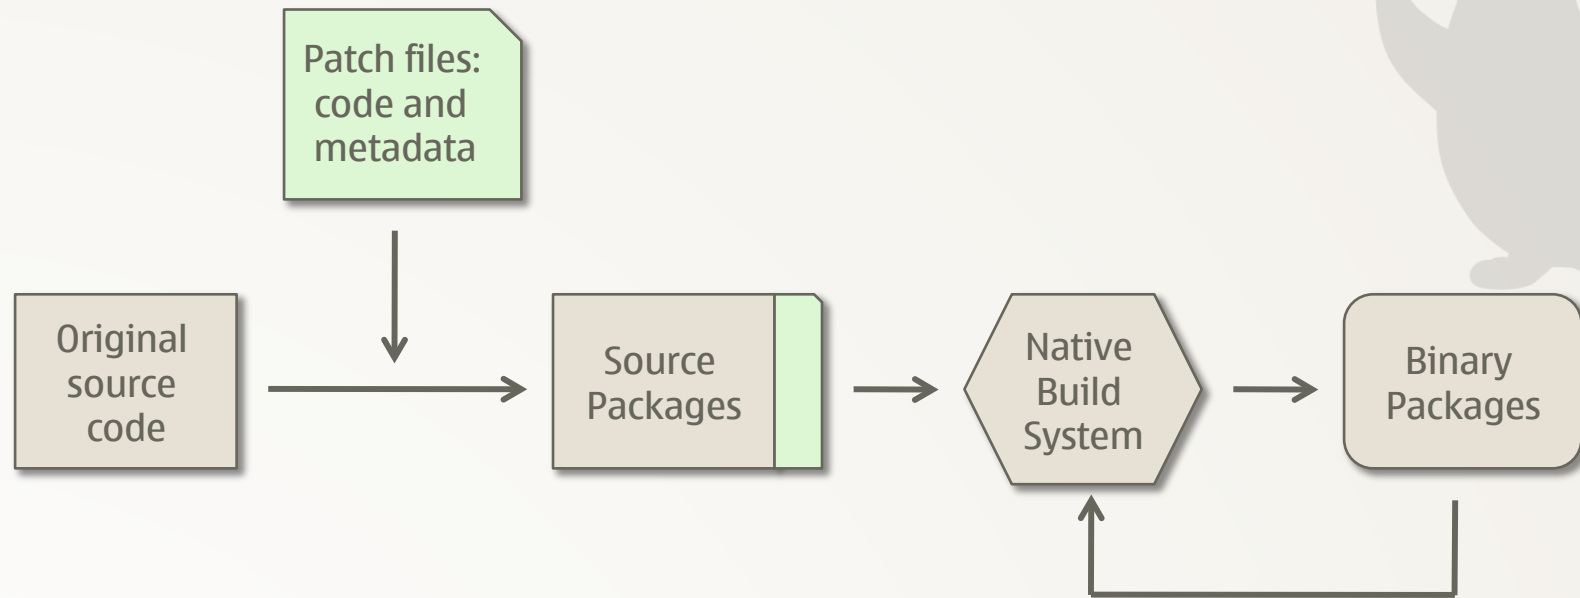 Patch files:
code and
metadata
Original
source
code
Source
Packages
Native
Build
System
Binary
Packages